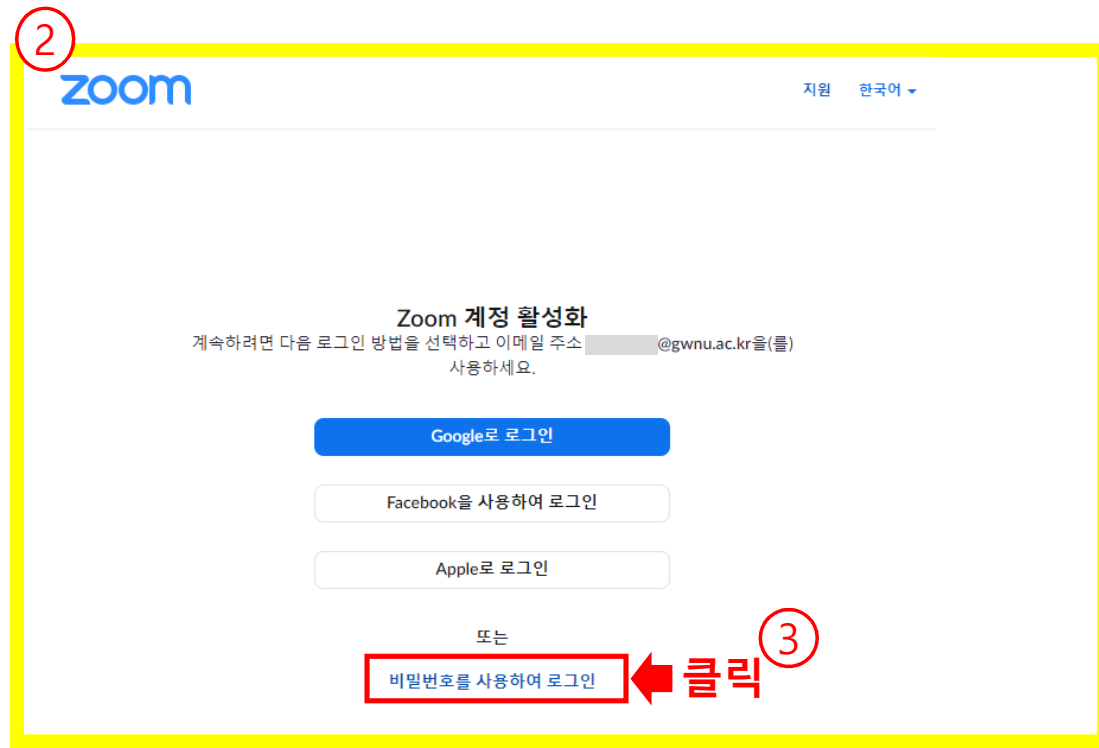 2
zoom
지원 한국어
Zoom 계정 활성화
계속하려면 다음 로그인 방법을 선택하고 이메일 주소 @gwnu.ac.kr을(를)
사용하세요.
Google로 로그인
Facebook을 사용하여 로그인
Apple로 로그인
또는
3
비밀번호를 사용하여 로그인 클릭